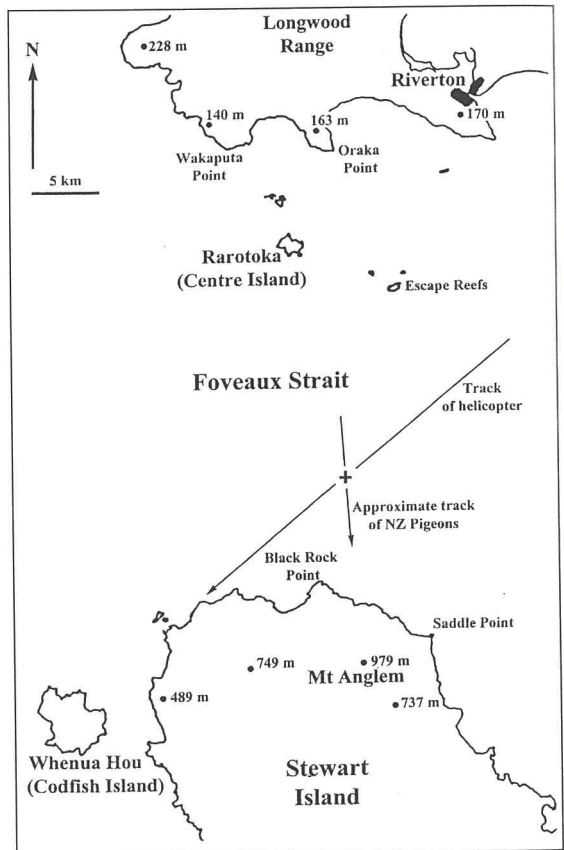 Longwood
Range
228 m
N
Riverton
140 m
163 m
170 m
Wakaputa
Point
Oraka
Point
5 km
Rarotoka
(Centre Island)
Escape Reefs
Foveaux Strait
Track
of helicopter
Approximate track
of NZ Pigeons
Black Rock
Point
Saddle Point
749 m
979 m
Mt Anglem
489 m
737 m
Whenua Hou
(Codfish Island)
Stewart
Island